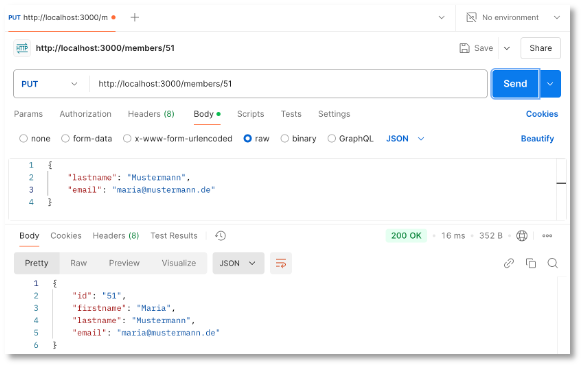 PUT http://localhost:3000/m
No environment
HTTP http://localhost:3000/members/51
Save
Share
PUT http://localhost:3000/members/51
Send
Params Authorization Headers (8) Body Scripts Tests Settings Cookies
none form-data x-www-form-urlencoded raw binary GraphQL JSON Beautify
1 {
2 "lastname": "Mustermann",
3 "email": "maria@mustermann.de"
4 }
Body Cookies Headers (8) Test Results 200 OK 16 ms 352 B
Pretty Raw Preview Visualize JSON
1 {
2 "id": "51",
3 "firstname": "Maria",
4 "lastname": "Mustermann",
5 "email": "maria@mustermann.de"
6 }